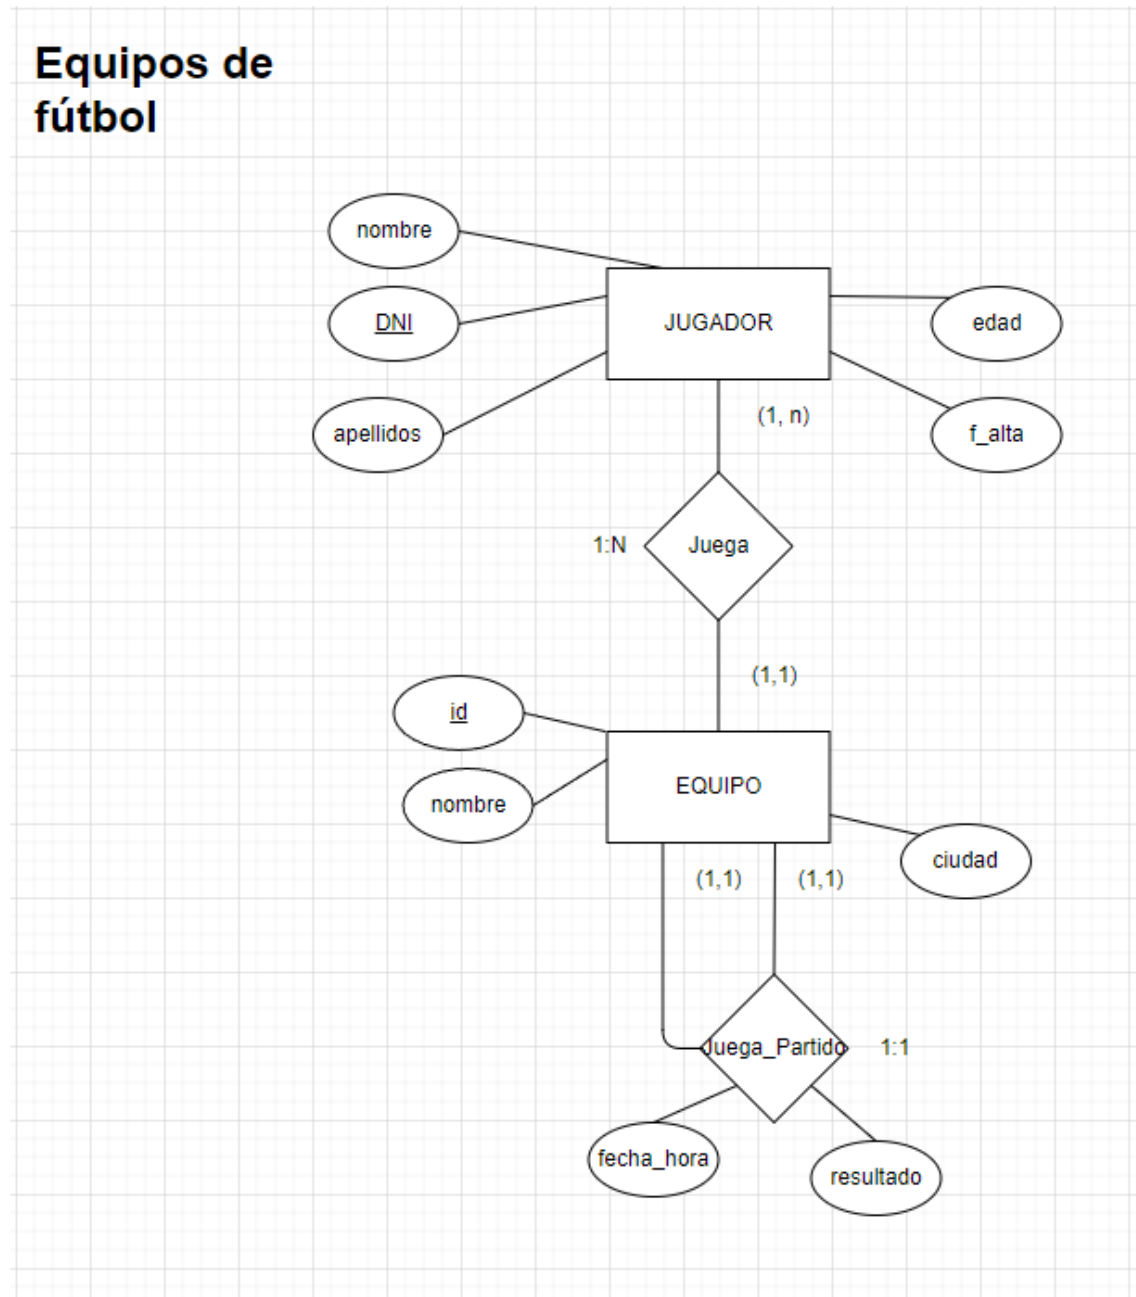 Equipos de
fútbol
nombre
JUGADOR
DNI
edad
(1, n)
apellidos
f_alta
1:N
Juega
(1,1)
id
EQUIPO
nombre
ciudad
(1,1)
(1,1)
Juega_Partido
1:1
fecha_hora
resultado